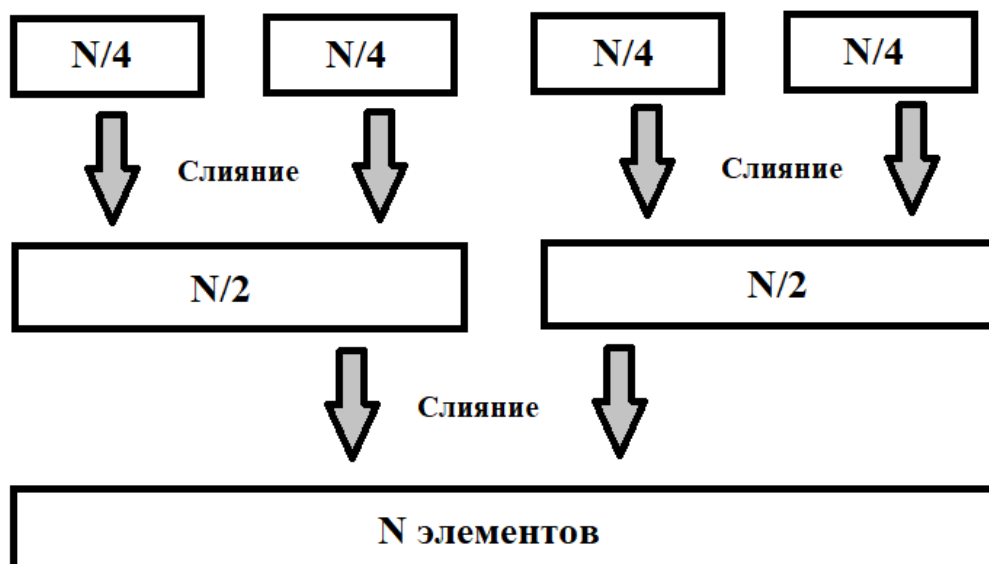 N/4 N/4 N/4 N/4
Слияние Слияние
N/2 N/2
Слияние
N элементов